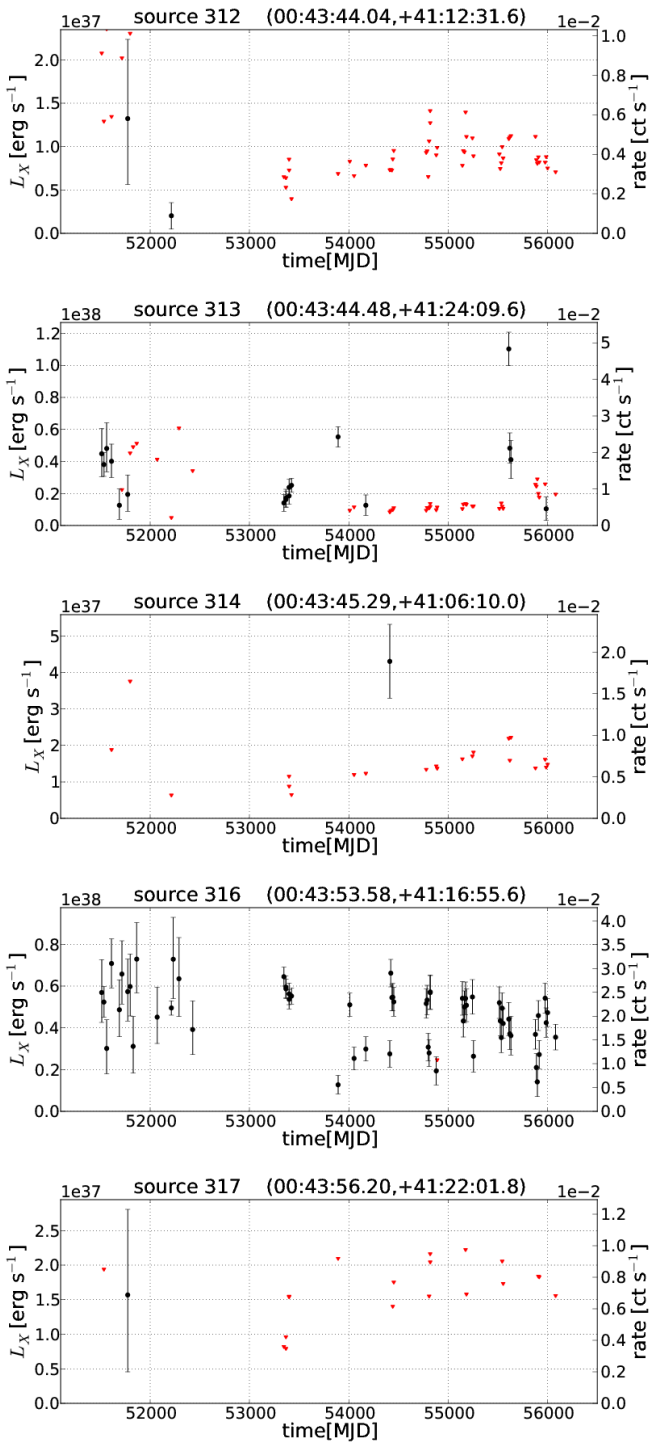 source 312 (00:43:44.04,+41:12:31.6)
1e37
1e-2
2.0
1.5
1.0
0.5
0.0
L_X [erg s⁻¹]
1.0
0.8
0.6
0.4
0.2
0.0
rate [ct s⁻¹]
52000 53000 54000 55000 56000
time[MJD]
source 313 (00:43:44.48,+41:24:09.6)
1e38
1e-2
1.2
1.0
0.8
0.6
0.4
0.2
0.0
L_X [erg s⁻¹]
5
4
3
2
1
0
rate [ct s⁻¹]
52000 53000 54000 55000 56000
time[MJD]
source 314 (00:43:45.29,+41:06:10.0)
1e37
1e-2
5
4
3
2
1
0
L_X [erg s⁻¹]
2.0
1.5
1.0
0.5
0.0
rate [ct s⁻¹]
52000 53000 54000 55000 56000
time[MJD]
source 316 (00:43:53.58,+41:16:55.6)
1e38
1e-2
0.8
0.6
0.4
0.2
0.0
L_X [erg s⁻¹]
4.0
3.5
3.0
2.5
2.0
1.5
1.0
0.5
0.0
rate [ct s⁻¹]
52000 53000 54000 55000 56000
time[MJD]
source 317 (00:43:56.20,+41:22:01.8)
1e37
1e-2
2.5
2.0
1.5
1.0
0.5
0.0
L_X [erg s⁻¹]
1.2
1.0
0.8
0.6
0.4
0.2
0.0
rate [ct s⁻¹]
52000 53000 54000 55000 56000
time[MJD]